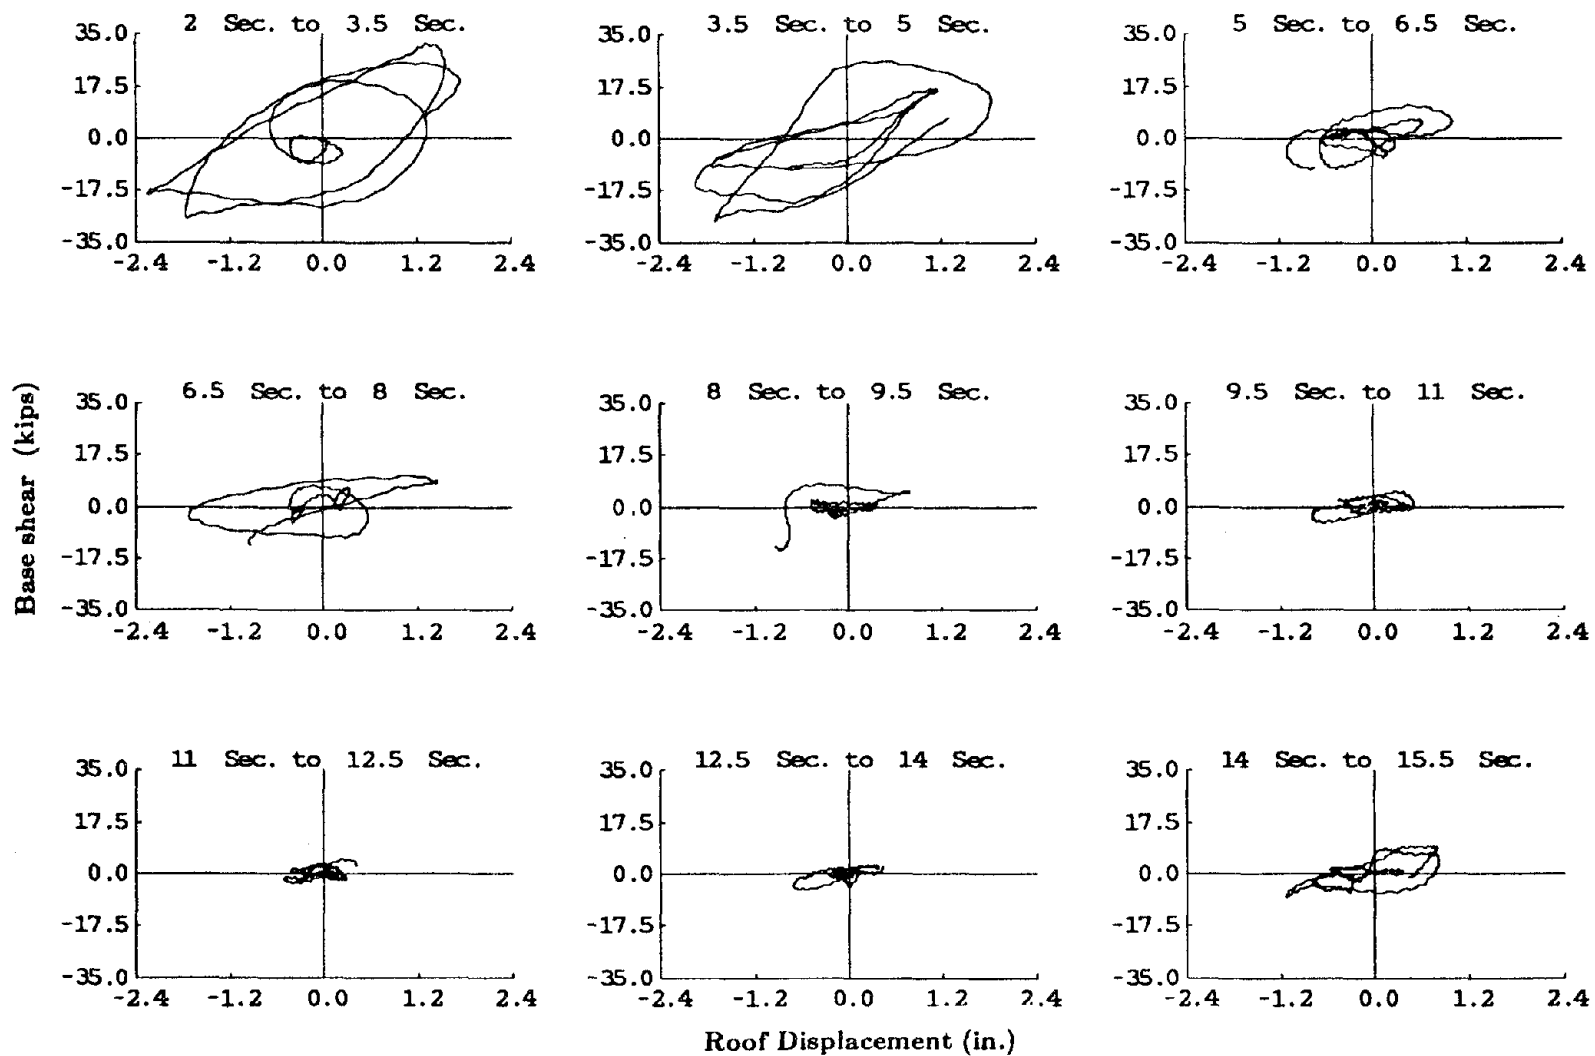 2 Sec. to 3.5 Sec.
3.5 Sec. to 5 Sec.
5 Sec. to 6.5 Sec.
35.0
17.5
0.0
-17.5
-35.0
-2.4 -1.2 0.0 1.2 2.4
35.0
17.5
0.0
-17.5
-35.0
-2.4 -1.2 0.0 1.2 2.4
35.0
17.5
0.0
-17.5
-35.0
-2.4 -1.2 0.0 1.2 2.4
Base shear (kips)
6.5 Sec. to 8 Sec.
8 Sec. to 9.5 Sec.
9.5 Sec. to 11 Sec.
35.0
17.5
0.0
-17.5
-35.0
-2.4 -1.2 0.0 1.2 2.4
35.0
17.5
0.0
-17.5
-35.0
-2.4 -1.2 0.0 1.2 2.4
35.0
17.5
0.0
-17.5
-35.0
-2.4 -1.2 0.0 1.2 2.4
11 Sec. to 12.5 Sec.
12.5 Sec. to 14 Sec.
14 Sec. to 15.5 Sec.
35.0
17.5
0.0
-17.5
-35.0
-2.4 -1.2 0.0 1.2 2.4
35.0
17.5
0.0
-17.5
-35.0
-2.4 -1.2 0.0 1.2 2.4
35.0
17.5
0.0
-17.5
-35.0
-2.4 -1.2 0.0 1.2 2.4
Roof Displacement (in.)